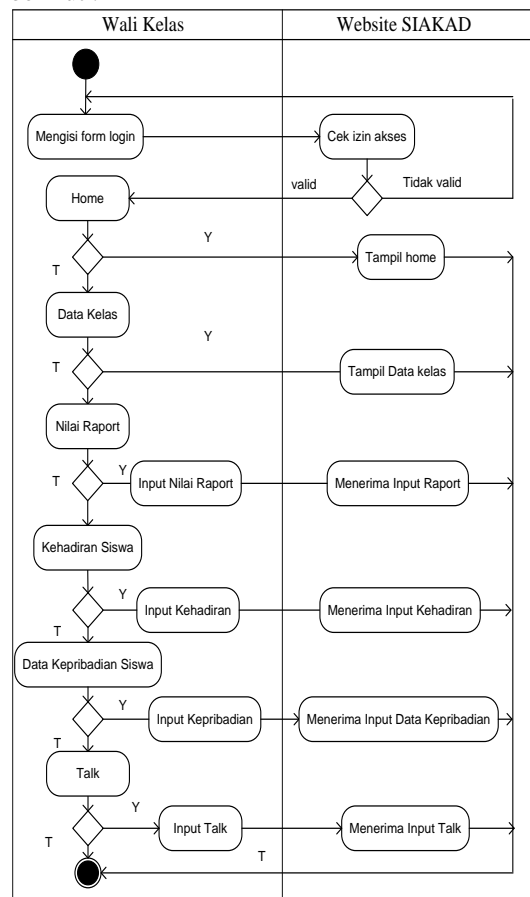 Wali Kelas
Website SIAKAD
Mengisi form login
Cek izin akses
valid
Tidak valid
Home
Y
T
Tampil home
Data Kelas
Y
T
Tampil Data kelas
Nilai Raport
T
Y
Input Nilai Raport
Menerima Input Raport
Kehadiran Siswa
Y
Input Kehadiran
Menerima Input Kehadiran
T
Data Kepribadian Siswa
Y
Input Kepribadian
Menerima Input Data Kepribadian
T
Talk
Y
T
Input Talk
Menerima Input Talk
T